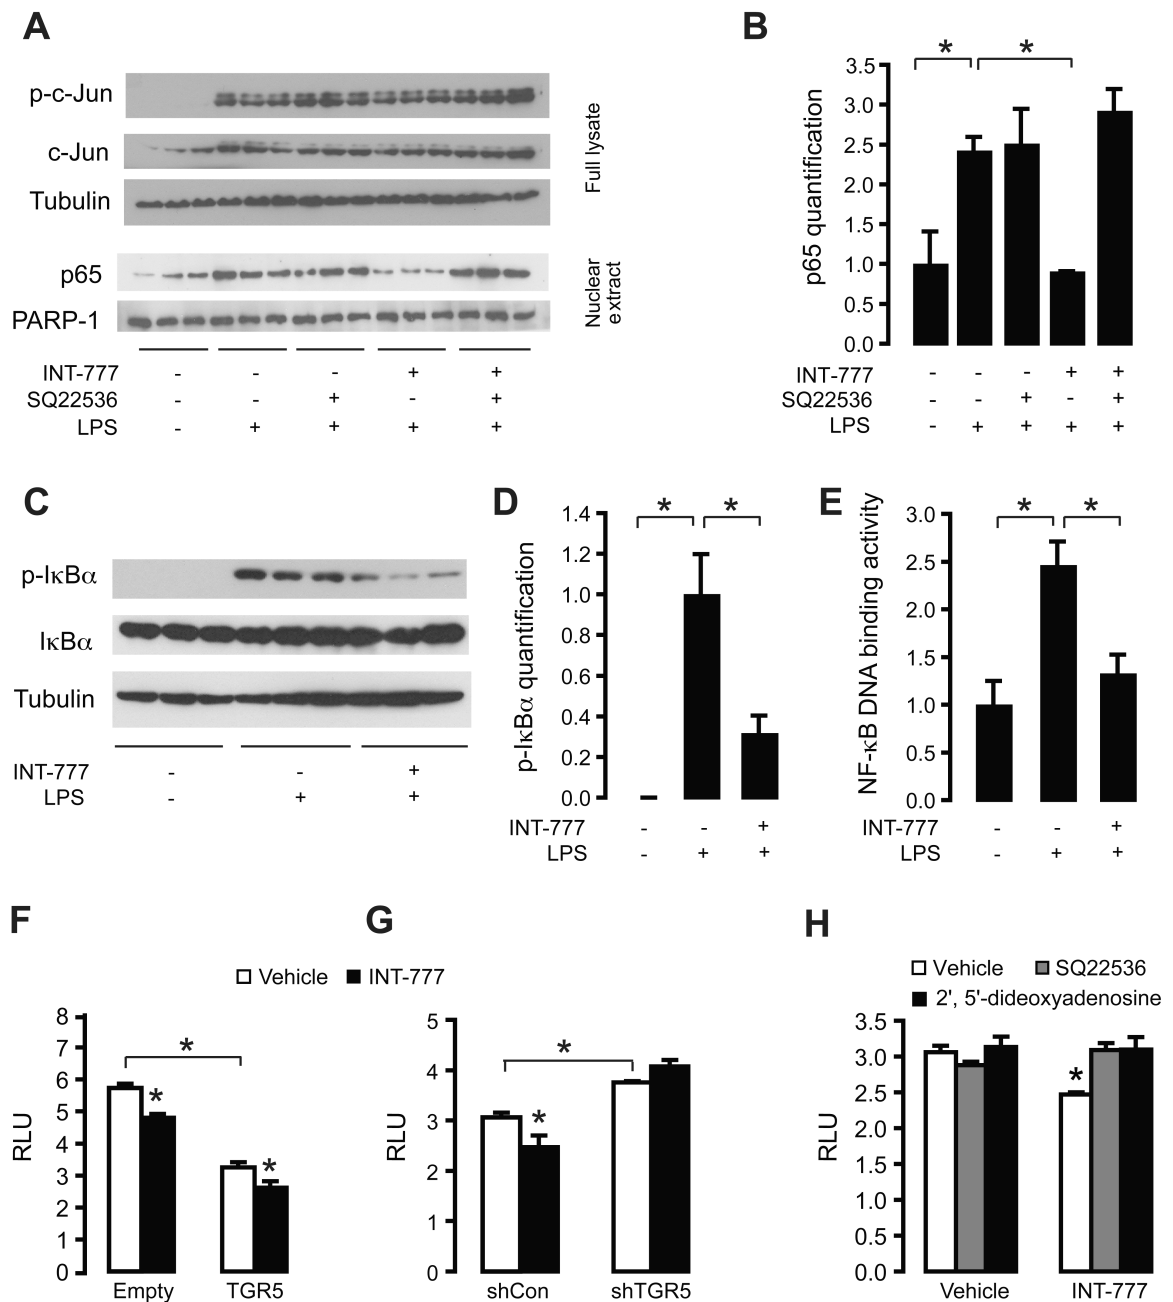 A
p-c-Jun
c-Jun
Tubulin
Full lysate
p65
PARP-1
Nuclear
extract
INT-777 - - - + +
SQ22536 - - + - +
LPS - + + + +
B
* *
p65 quantification
3.5
3.0
2.5
2.0
1.5
1.0
0.5
0.0
INT-777 - - - + +
SQ22536 - - + - +
LPS - + + + +
C
p-IκBα
IκBα
Tubulin
INT-777 - - +
LPS - + +
D
* *
p-IκBα quantification
1.4
1.2
1.0
0.8
0.6
0.4
0.2
0.0
INT-777 - - +
LPS - + +
E
* *
NF-κB DNA binding activity
3.0
2.5
2.0
1.5
1.0
0.5
0.0
INT-777 - - +
LPS - + +
F
G
Vehicle INT-777
RLU
8
7
6
5
4
3
2
1
0
*
*
*
Empty TGR5
RLU
5
4
3
2
1
0
*
*
shCon shTGR5
H
Vehicle SQ22536
2', 5'-dideoxyadenosine
RLU
3.5
3.0
2.5
2.0
1.5
1.0
0.5
0.0
*
Vehicle INT-777